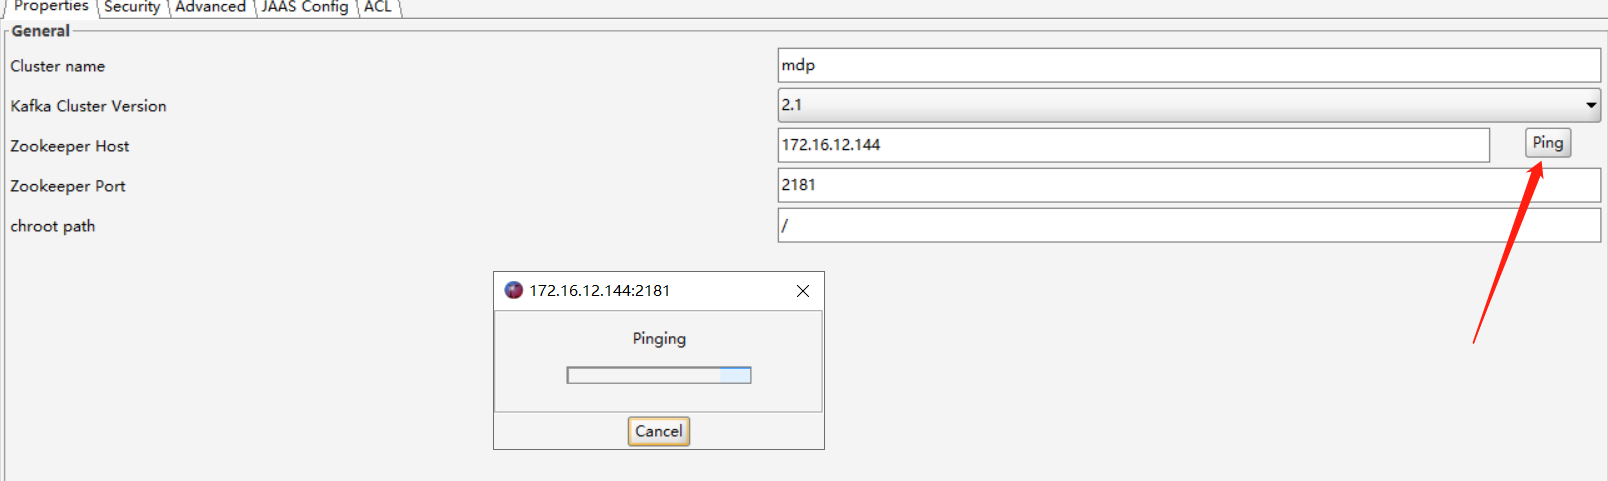 Properties Security Advanced JAAS Config ACL
General
Cluster name mdp
Kafka Cluster Version 2.1
Zookeeper Host 172.16.12.144 Ping
Zookeeper Port 2181
chroot path /
172.16.12.144:2181
Pinging
Cancel